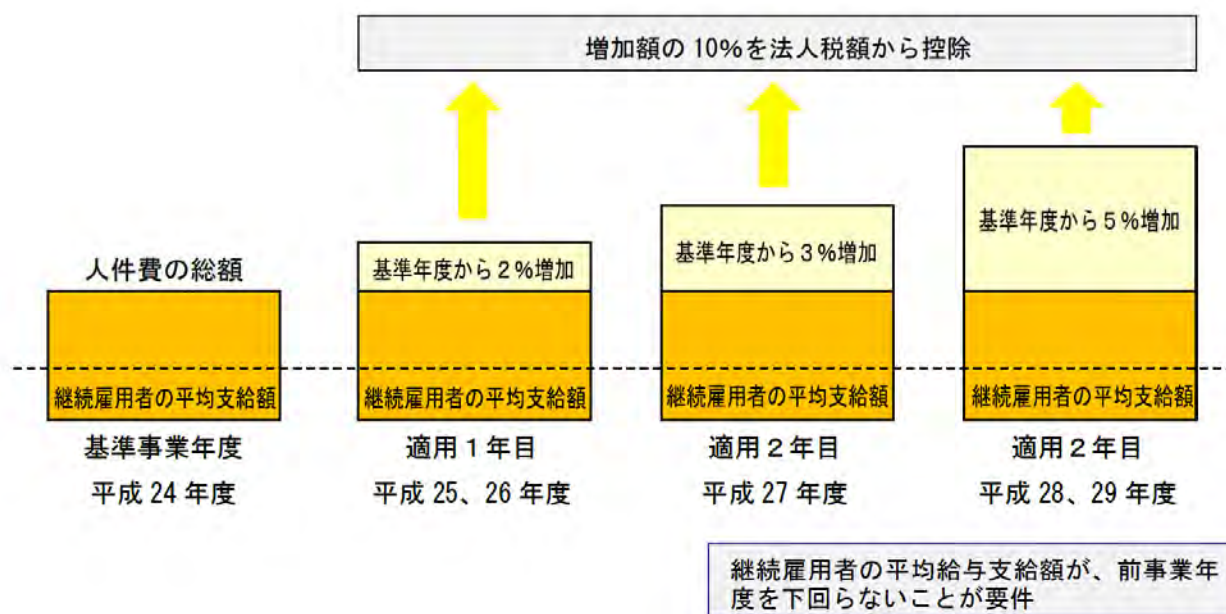 増加額の 10%を法人税額から控除
人件費の総額
基準年度から２%増加
基準年度から３%増加
基準年度から５%増加
継続雇用者の平均支給額
継続雇用者の平均支給額
継続雇用者の平均支給額
継続雇用者の平均支給額
基準事業年度
平成 24 年度
適用１年目
平成 25、26 年度
適用２年目
平成 27 年度
適用２年目
平成 28、29 年度
継続雇用者の平均給与支給額が、前事業年
度を下回らないことが要件